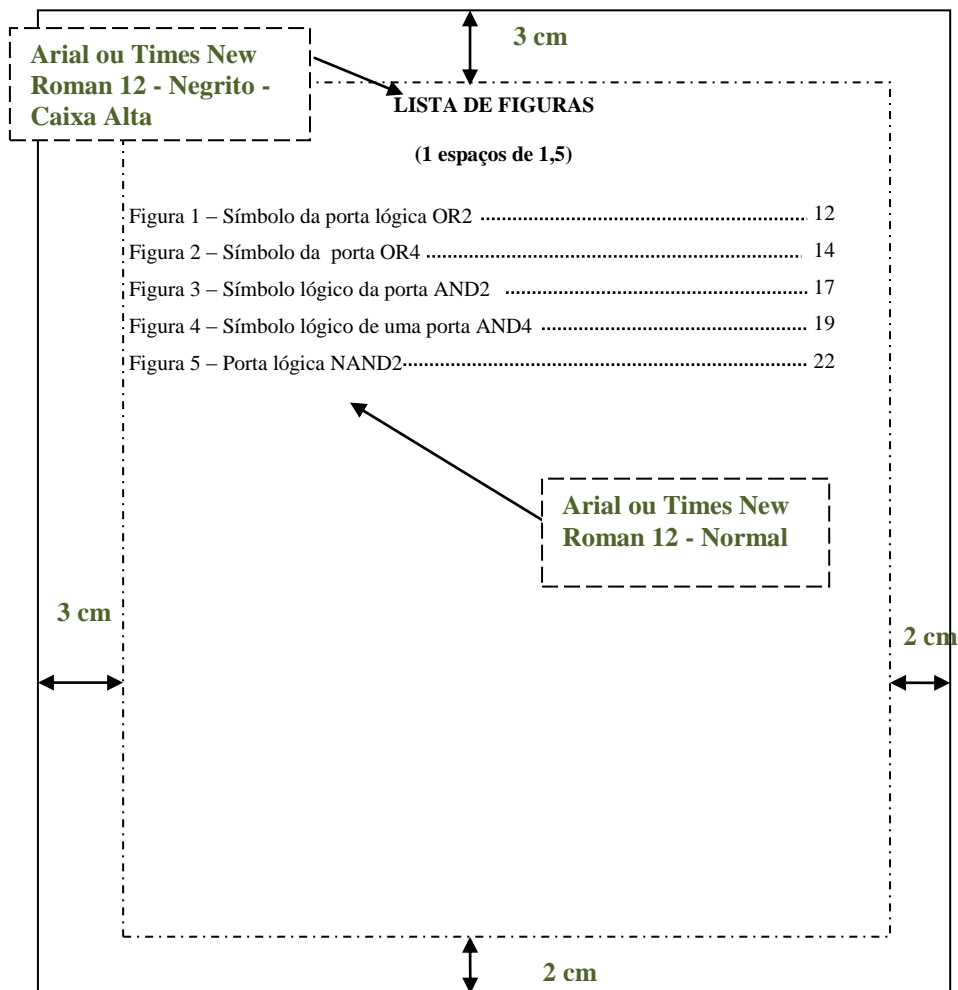 3 cm
Arial ou Times New
Roman 12 - Negrito -
Caixa Alta
LISTA DE FIGURAS
(1 espaços de 1,5)
Figura 1 – Símbolo da porta lógica OR2 ........................ 12
Figura 2 – Símbolo da  porta OR4 ........................ 14
Figura 3 – Símbolo lógico da porta AND2 ........................ 17
Figura 4 – Símbolo lógico de uma porta AND4 ........................ 19
Figura 5 – Porta lógica NAND2........................ 22
Arial ou Times New
Roman 12 - Normal
3 cm
2 cm
2 cm